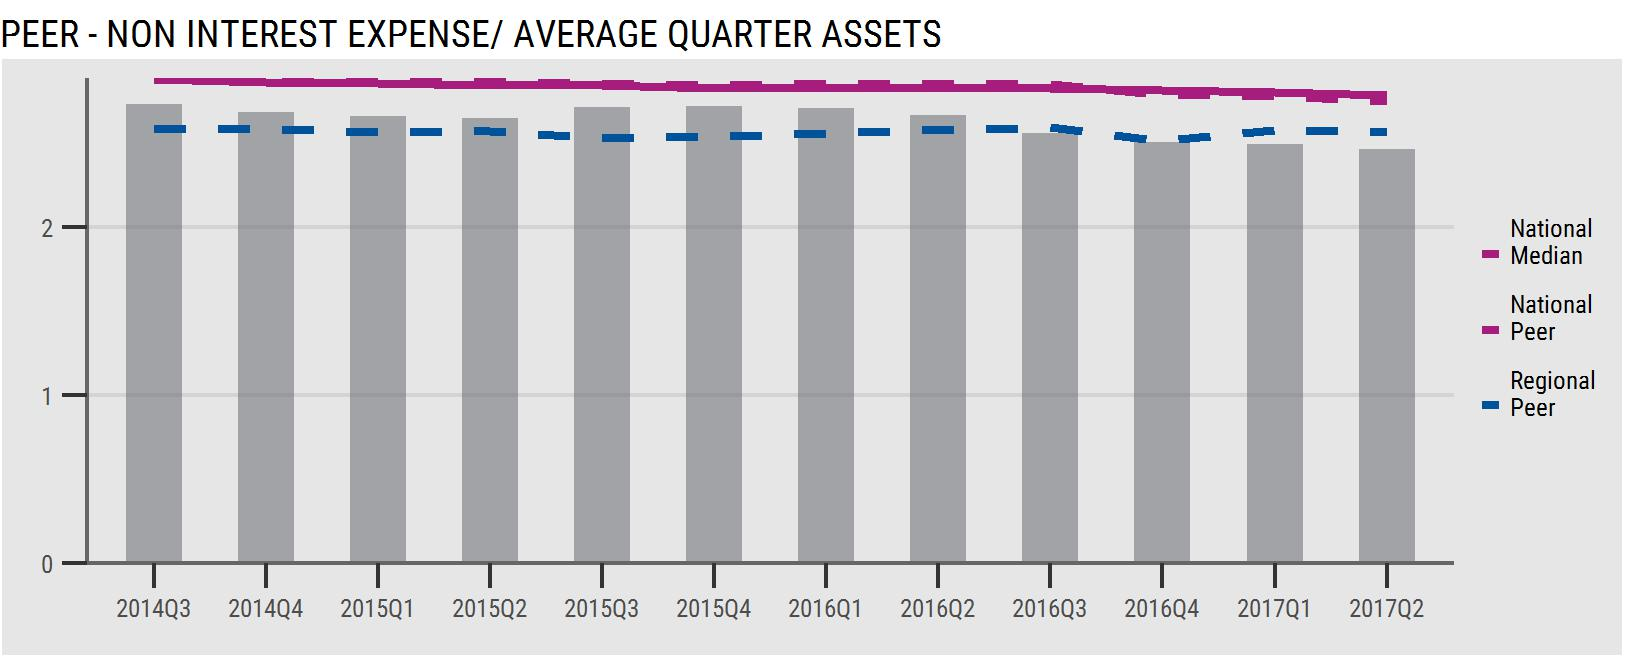 PEER - NON INTEREST EXPENSE/ AVERAGE QUARTER ASSETS
2
1
0
2014Q3 2014Q4 2015Q1 2015Q2 2015Q3 2015Q4 2016Q1 2016Q2 2016Q3 2016Q4 2017Q1 2017Q2
National
Median
National
Peer
Regional
Peer